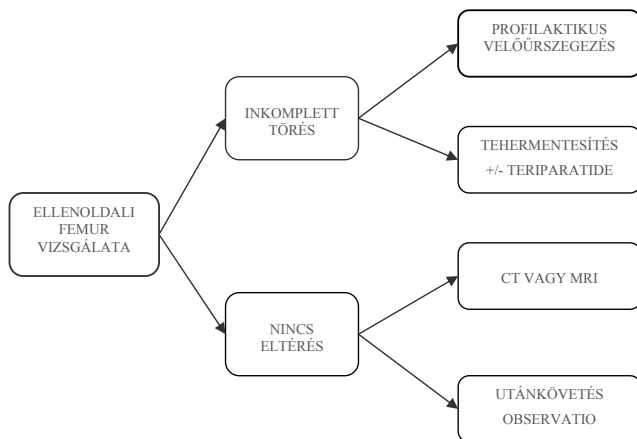 ELLENOLDALI
FEMUR
VIZSGÁLATA
INKOMPLETT
TÖRÉS
PROFILAKTIKUS
VELŐŰRSZEGEZÉS
TEHERMENTESÍTÉS
+/- TERIPARATIDE
NINCS
ELTÉRÉS
CT VAGY MRI
UTÁNKÖVETÉS
OBSERVATIO